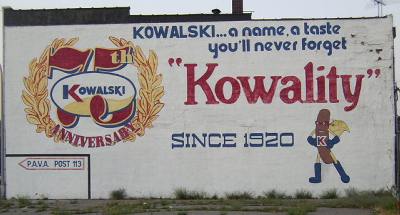 KOWALSKI...a name, a taste
you'll never forget
75th
KOWALSKI
ANNIVERSARY
"Kowality"
SINCE 1920
K
P.A.V.A. POST 113